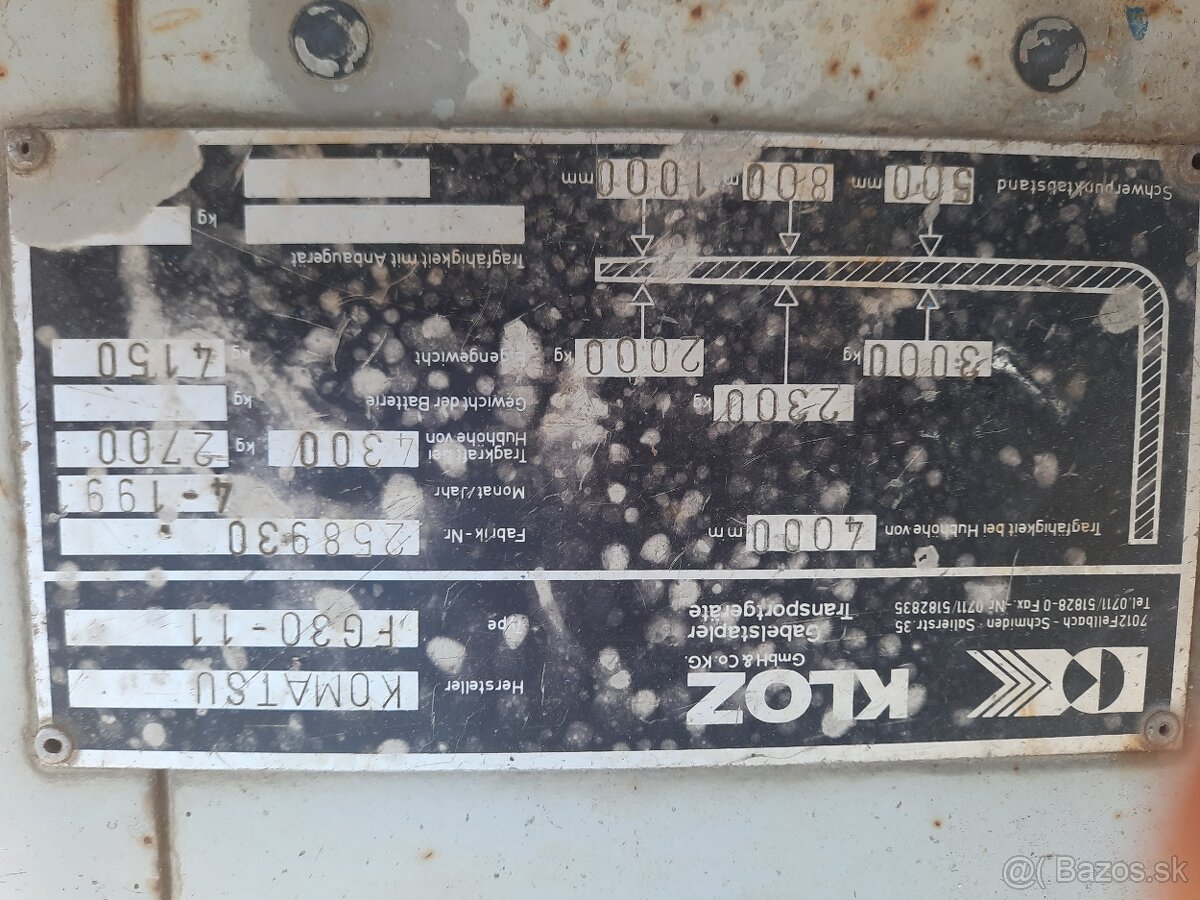 KLOZ
GmbH & Co. KG.
Gabelstapler
Transportgeräte
7012 Fellbach - Schmiden · Salierstr. 35
Tel. 0711/51828-0 Fax.-Nr. 0711/5182835
Hersteller KOMATSU
Type FG30-11
Tragfähigkeit bei Hubhöhe von 4000 mm
3000 kg
2300 kg
2000 kg
Schwerpunktabstand 500 mm 800 m 1000 mm
Fabrik-Nr. 258930
Monat/Jahr 4-199
Tragkraft bei
Hubhöhe von 4300 2700 kg
Gewicht der Batterie kg
Eigengewicht 4150 kg
Tragfähigkeit mit Anbaugerät
kg
Bazos.sk